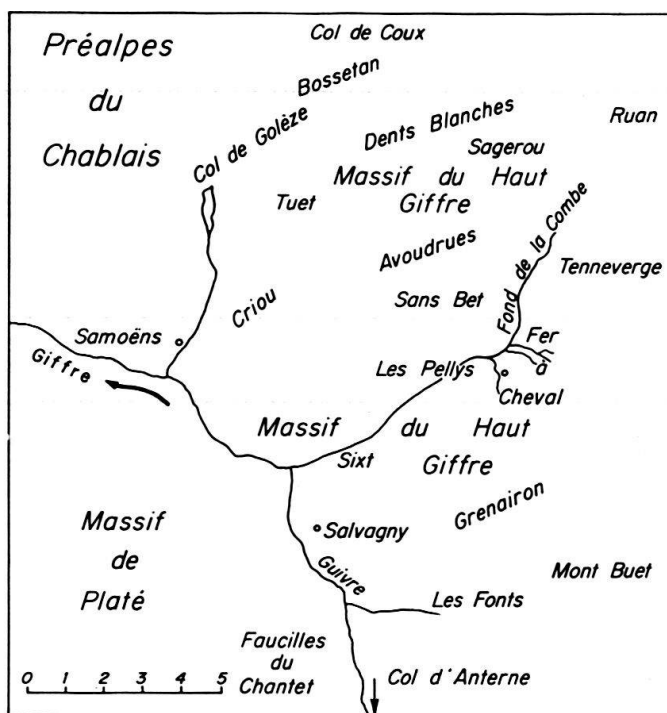 Préalpes
du
Chablais
Col de Coux
Bossetan
Col de Golèze
Dents Blanches
Ruan
Sagerou
Massif du Haut
Giffre
Tuet
Avoudrues
Fond de la Combe
Tenneverge
Sans Bet
Criou
Samoëns
Giffre
Fer
à
Cheval
Les Pellys
Massif du Haut
Giffre
Sixt
Grenairon
Massif
de
Platé
Salvagny
Guivre
Mont Buet
Les Fonts
Faucilles
du
Chantet
Col d'Anterne
0 1 2 3 4 5